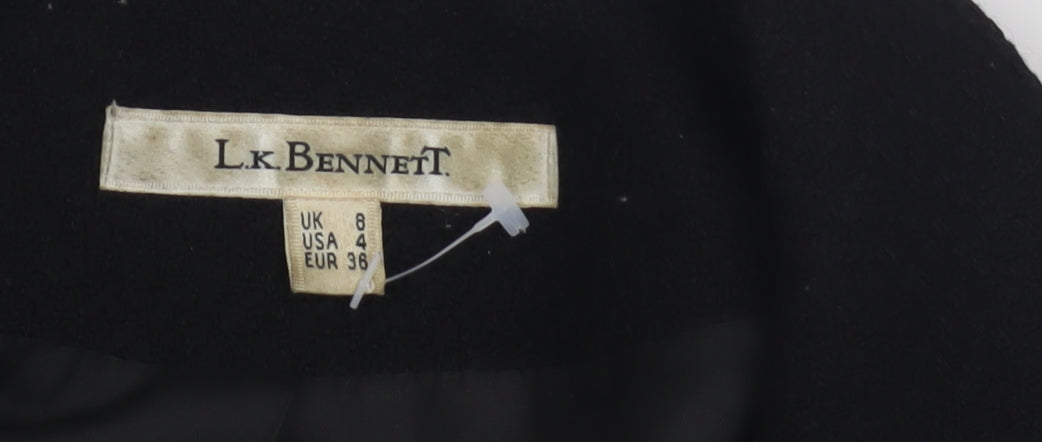 L.K.BENNETT.
UK 8
USA 4
EUR 36